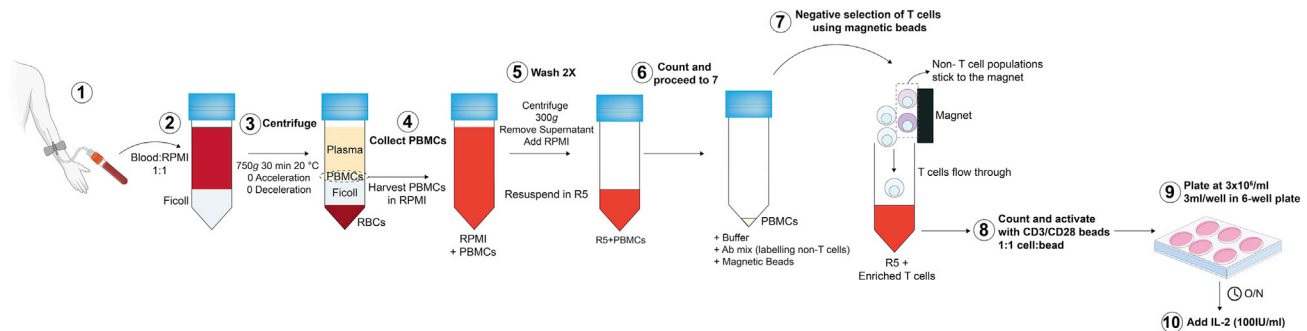 1
2
Blood:RPMI
1:1
Ficoll
3 Centrifuge
750g 30 min 20 °C
0 Acceleration
0 Deceleration
Plasma
PBMCs
Ficoll
RBCs
4
Collect PBMCs
Harvest PBMCs
in RPMI
RPMI
+ PBMCs
5 Wash 2X
Centrifuge
300g
Remove Supernatant
Add RPMI
Resuspend in R5
R5+PBMCs
6 Count and
proceed to 7
PBMCs
+ Buffer
+ Ab mix (labelling non-T cells)
+ Magnetic Beads
7 Negative selection of T cells
using magnetic beads
Non- T cell populations
stick to the magnet
Magnet
T cells flow through
R5 +
Enriched T cells
8 Count and activate
with CD3/CD28 beads
1:1 cell:bead
9 Plate at 3x10⁶/ml
3ml/well in 6-well plate
O/N
10 Add IL-2 (100IU/ml)